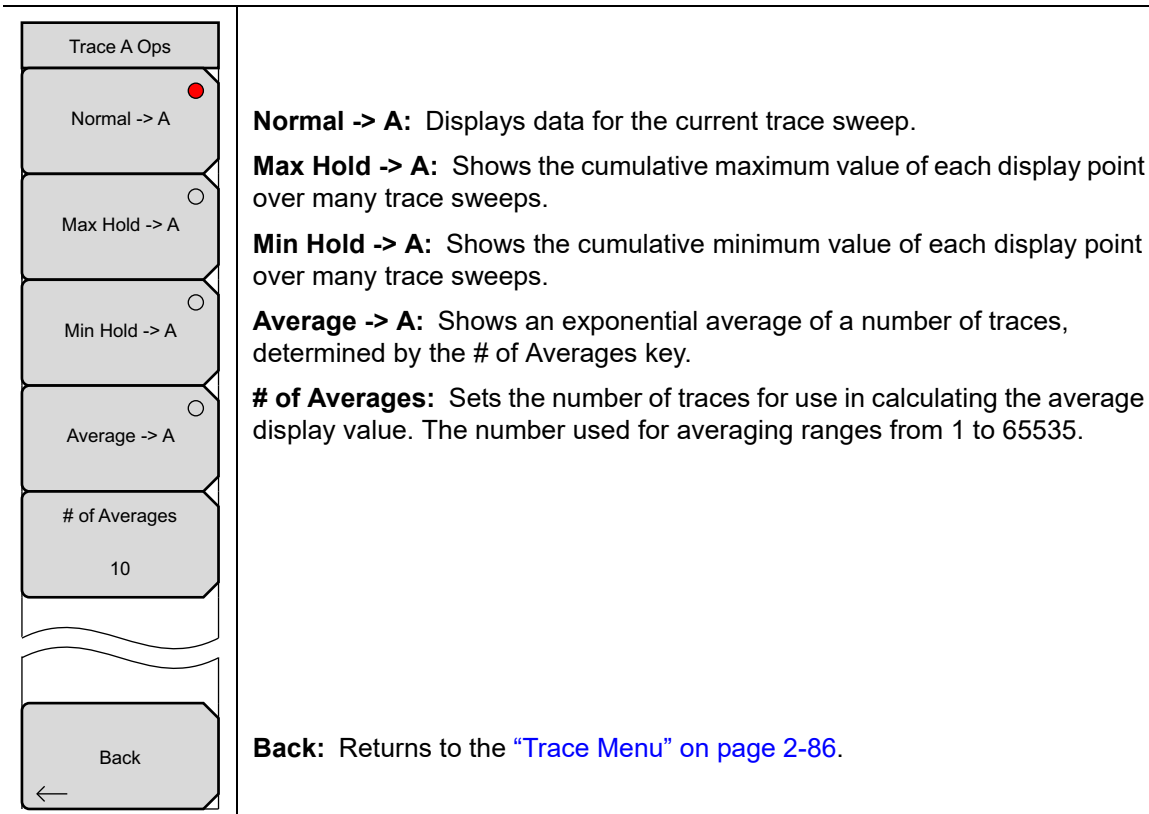 Trace A Ops
Normal -> A
Max Hold -> A
Min Hold -> A
Average -> A
# of Averages
10
Back
Normal -> A: Displays data for the current trace sweep.
Max Hold -> A: Shows the cumulative maximum value of each display point
over many trace sweeps.
Min Hold -> A: Shows the cumulative minimum value of each display point
over many trace sweeps.
Average -> A: Shows an exponential average of a number of traces,
determined by the # of Averages key.
# of Averages: Sets the number of traces for use in calculating the average
display value. The number used for averaging ranges from 1 to 65535.
Back: Returns to the “Trace Menu” on page 2-86.